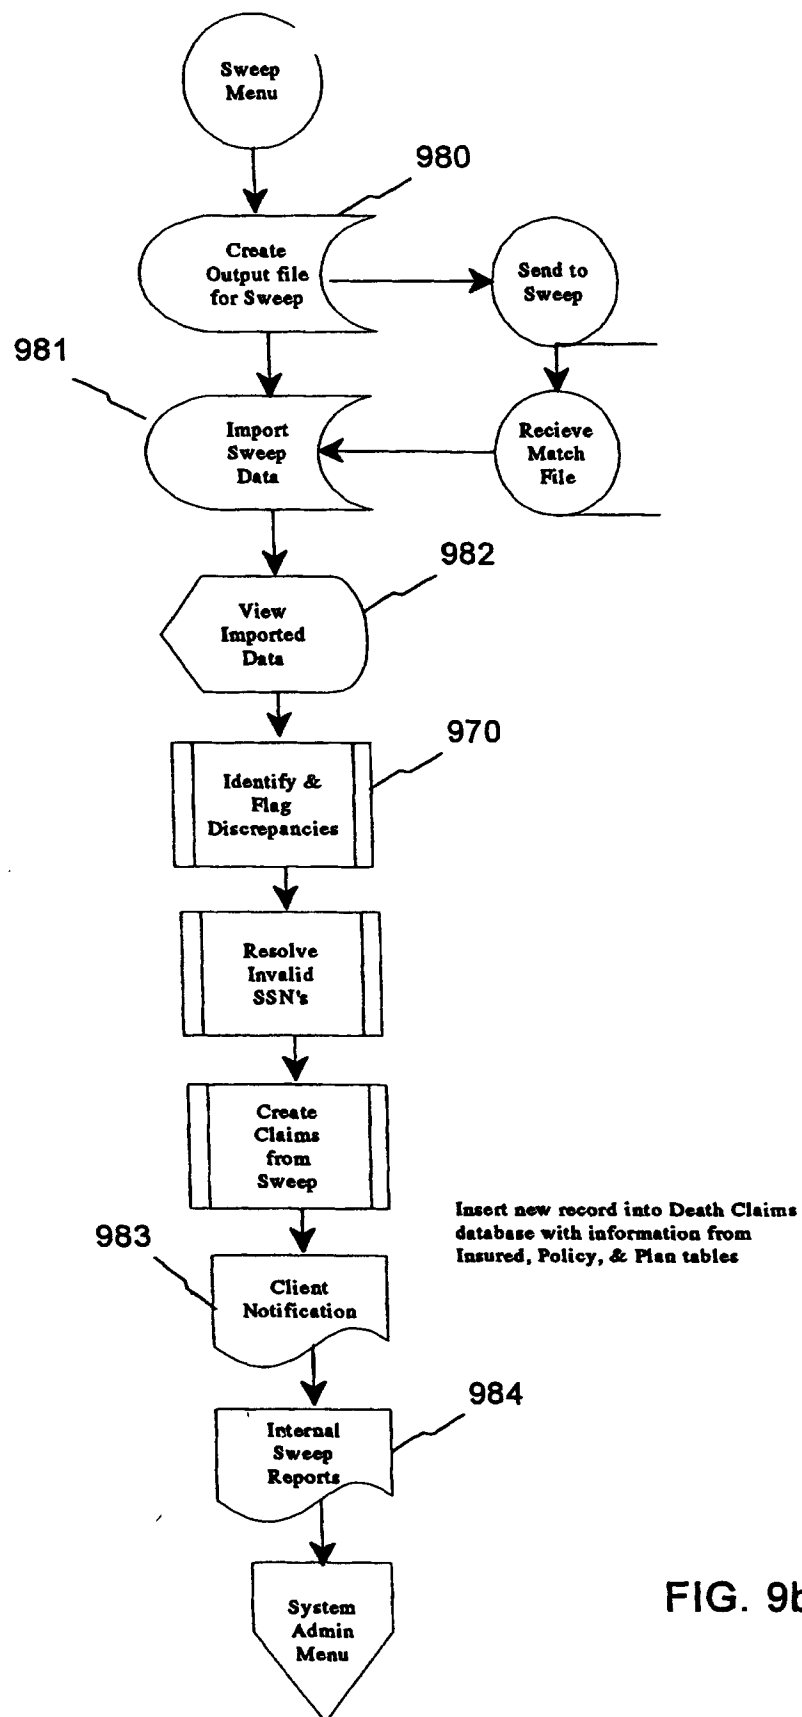 Sweep
Menu
980
Create
Output file
for Sweep
Send to
Sweep
981
Import
Sweep
Data
Recieve
Match
File
982
View
Imported
Data
970
Identify &
Flag
Discrepancies
Resolve
Invalid
SSN's
Create
Claims
from
Sweep
Insert new record into Death Claims
database with information from
Insured, Policy, & Plan tables
983
Client
Notification
984
Internal
Sweep
Reports
System
Admin
Menu
FIG. 9b